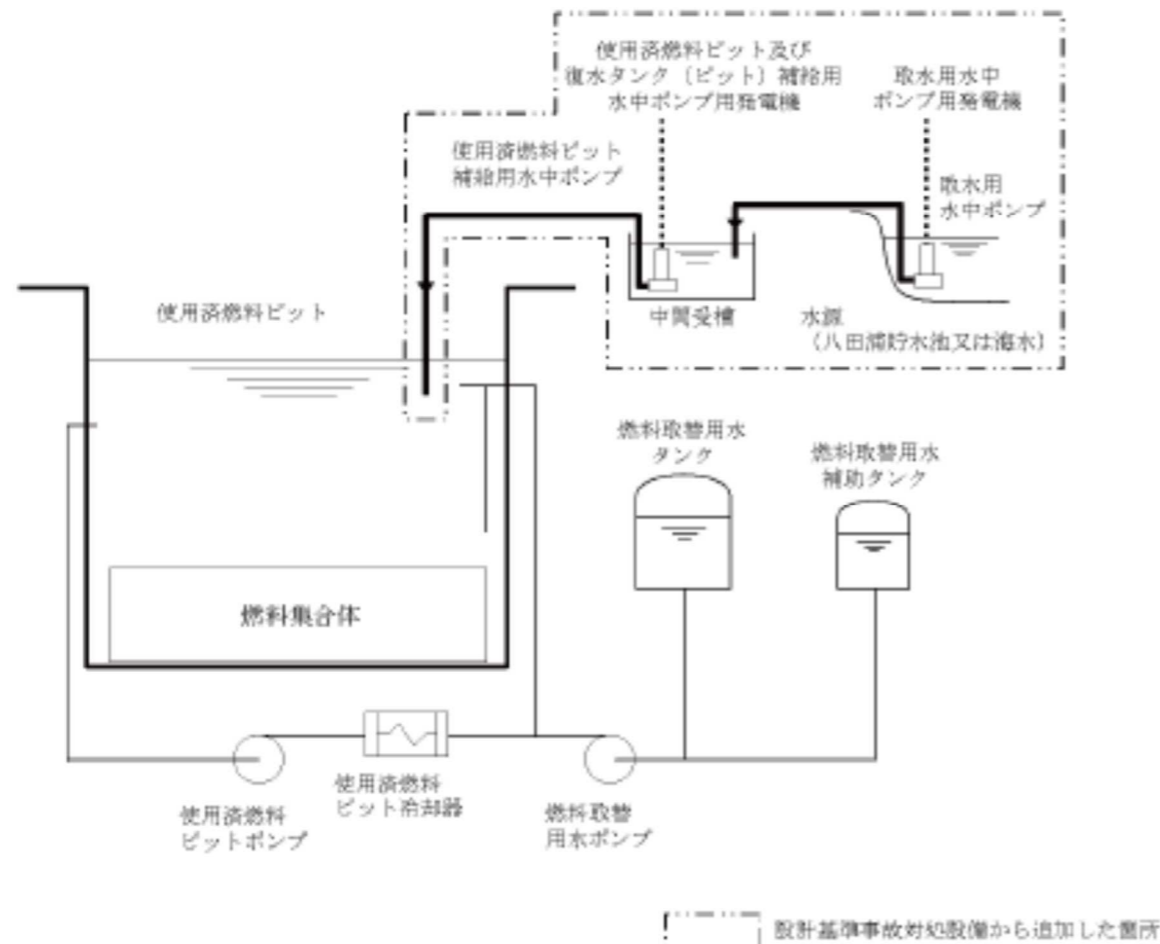 使用済燃料ピット及び
復水タンク（ピット）補給用
水中ポンプ用発電機
取水用水中
ポンプ用発電機
使用済燃料ピット
補給用水中ポンプ
取水用
水中ポンプ
使用済燃料ピット
中間受槽
水源
（八田浦貯水池又は海水）
燃料取替用水
タンク
燃料取替用水
補助タンク
燃料集合体
使用済燃料
ピットポンプ
使用済燃料
ピット冷却器
燃料取替
用水ポンプ
設計基準事故対処設備から追加した箇所